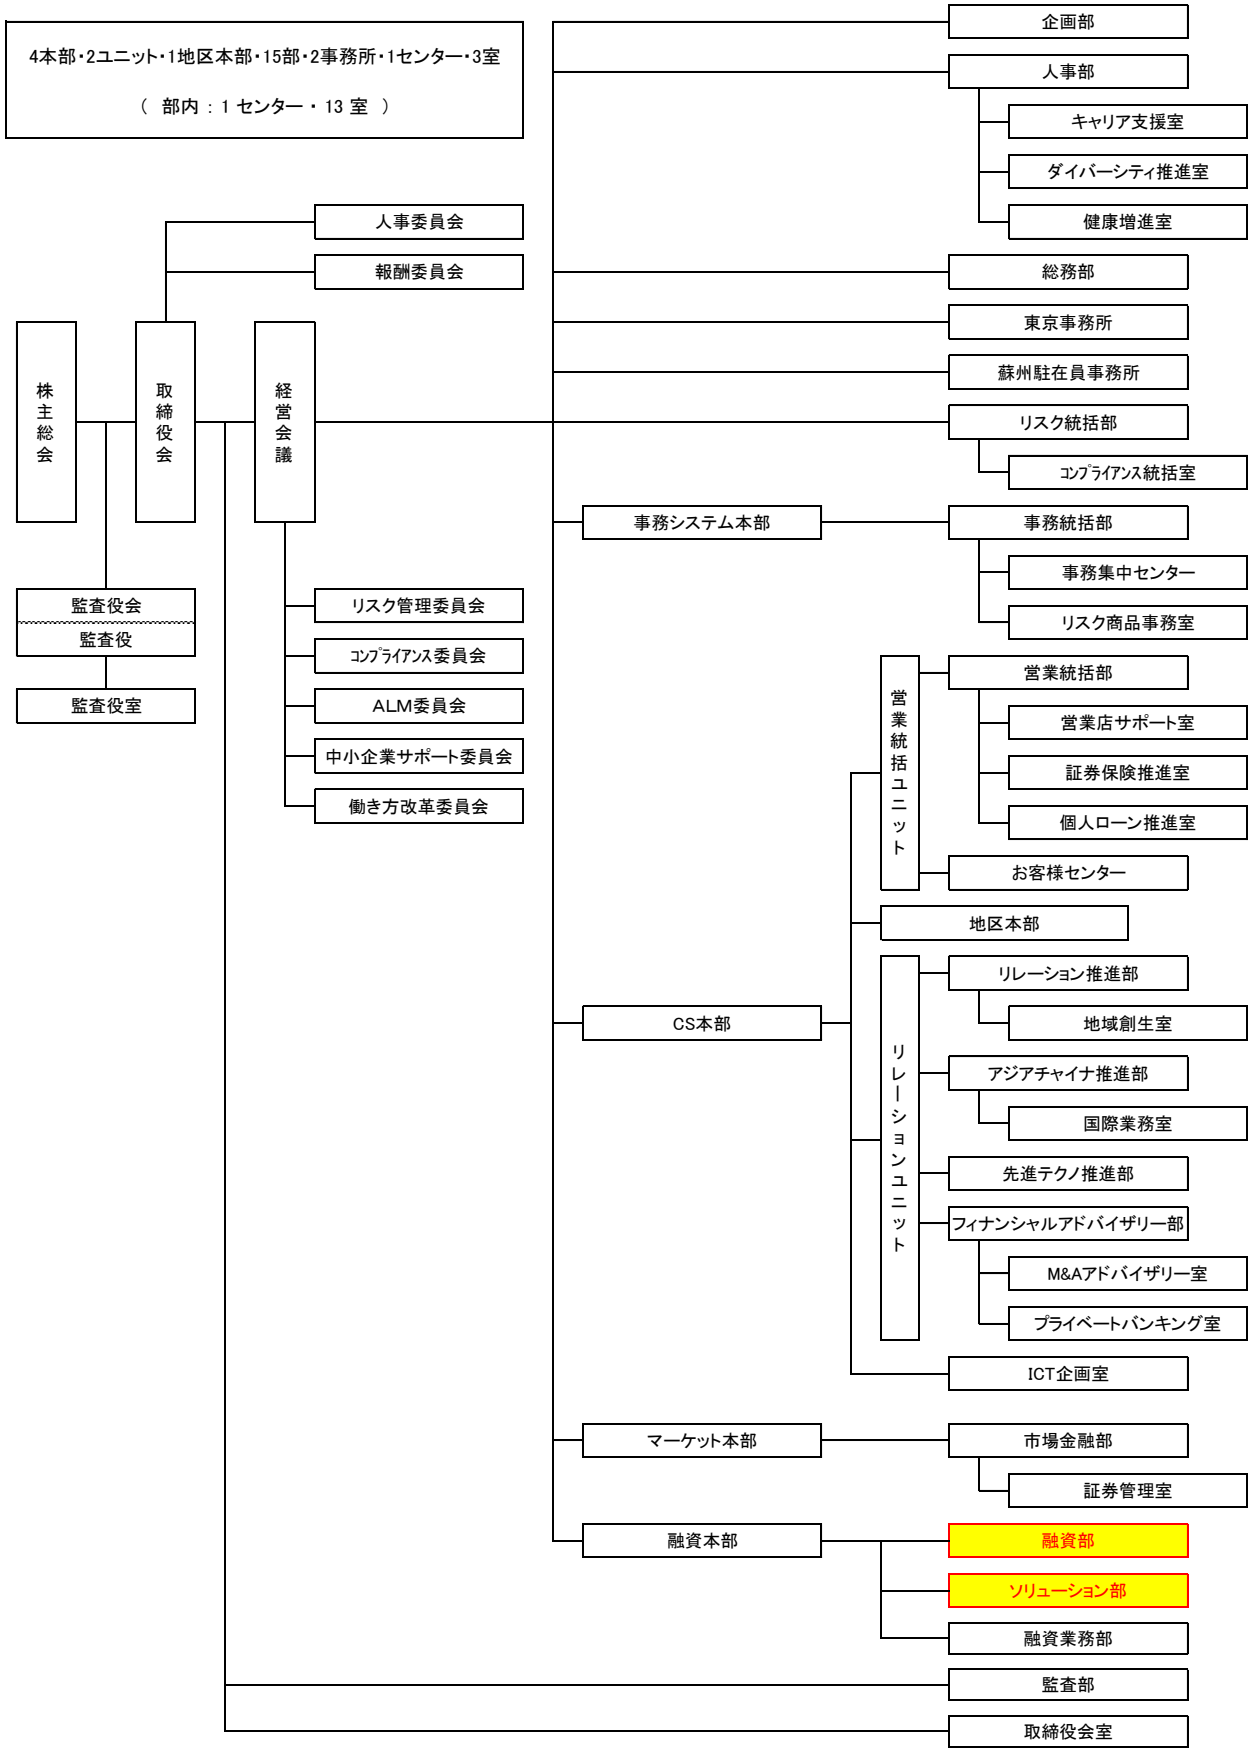 4本部・2ユニット・1地区本部・15部・2事務所・1センター・3室
（ 部内 : 1 センター ・ 13 室 ）
人事委員会
報酬委員会
株主総会
取締役会
経営会議
監査役会
監査役
監査役室
リスク管理委員会
コンプライアンス委員会
ALM委員会
中小企業サポート委員会
働き方改革委員会
企画部
人事部
キャリア支援室
ダイバーシティ推進室
健康増進室
総務部
東京事務所
蘇州駐在員事務所
リスク統括部
コンプライアンス統括室
事務システム本部
事務統括部
事務集中センター
リスク商品事務室
CS本部
営業統括ユニット
営業統括部
営業店サポート室
証券保険推進室
個人ローン推進室
お客様センター
地区本部
リレーションユニット
リレーション推進部
地域創生室
アジアチャイナ推進部
国際業務室
先進テクノ推進部
フィナンシャルアドバイザリー部
M&Aアドバイザリー室
プライベートバンキング室
ICT企画室
マーケット本部
市場金融部
証券管理室
融資本部
融資部
ソリューション部
融資業務部
監査部
取締役会室